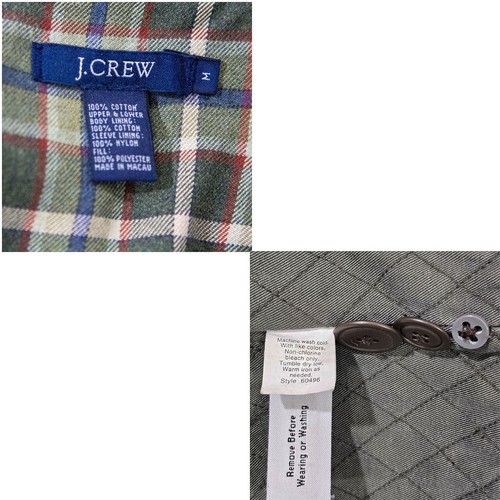 J.CREW
M
100% COTTON
UPPER & LOWER
BODY LINING:
100% COTTON
SLEEVE LINING:
100% NYLON
FILL:
100% POLYESTER
MADE IN MACAU
Machine wash cold.
With like colors.
Non-chlorine
bleach only.
Tumble dry low.
Warm iron as
needed.
Style: 60496
Remove Before
Wearing or Washing